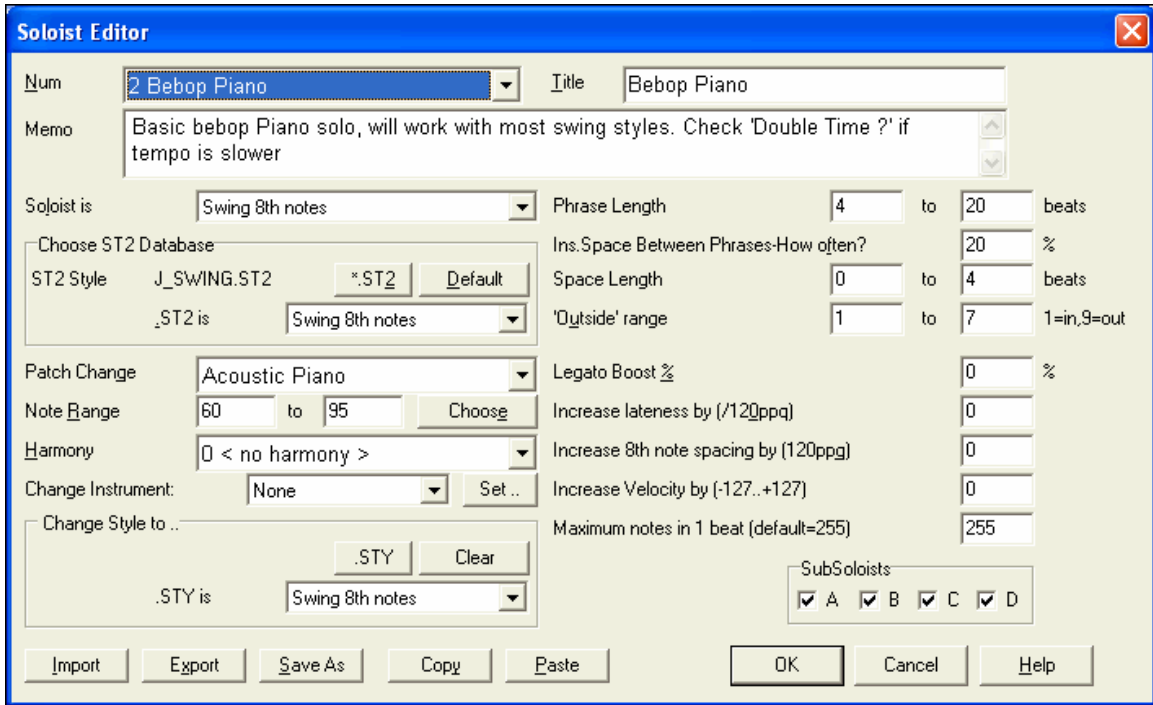 Soloist Editor
Num 2 Bebop Piano Title Bebop Piano
Memo Basic bebop Piano solo, will work with most swing styles. Check 'Double Time ?' if
tempo is slower
Soloist is Swing 8th notes Phrase Length 4 to 20 beats
Choose ST2 Database Ins.Space Between Phrases-How often? 20 %
ST2 Style J_SWING.ST2 *.ST2 Default Space Length 0 to 4 beats
.ST2 is Swing 8th notes 'Outside' range 1 to 7 1=in,9=out
Patch Change Acoustic Piano Legato Boost % 0 %
Note Range 60 to 95 Choose Increase lateness by (/120ppq) 0
Harmony 0 < no harmony > Increase 8th note spacing by (120ppg) 0
Change Instrument: None Set .. Increase Velocity by (-127..+127) 0
Change Style to .. Maximum notes in 1 beat (default=255) 255
.STY Clear SubSoloists
.STY is Swing 8th notes A B C D
Import Export Save As Copy Paste OK Cancel Help